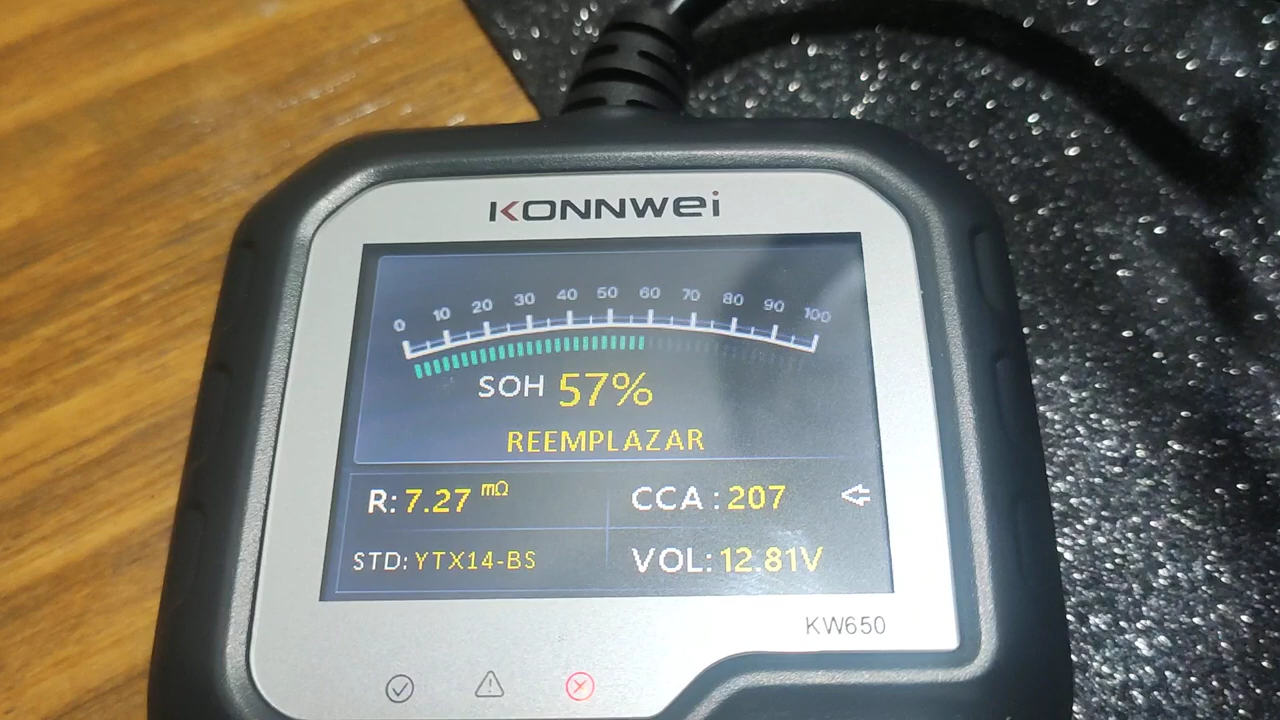 KONNWEi
0 10 20 30 40 50 60 70 80 90 100
SOH 57%
REEMPLAZAR
R: 7.27 mΩ
CCA : 207
STD: YTX14-BS
VOL: 12.81V
KW650